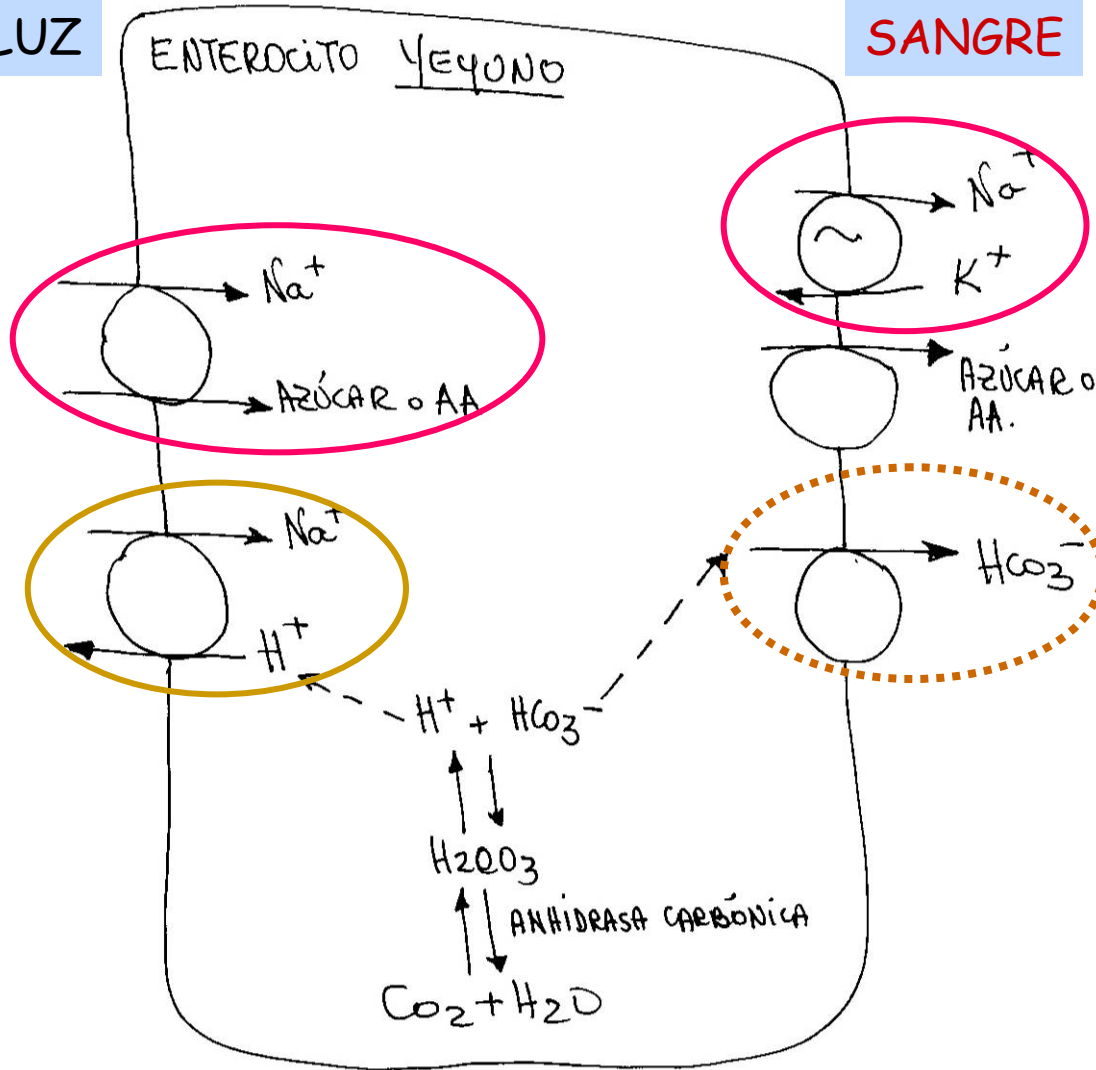 LUZ
SANGRE
ENTEROCITO YEYUNO
Na+
K+
Na+
AZÚCAR o AA
AZÚCAR o
AA.
Na+
H+
HCO3-
H+ + HCO3-
H2CO3
ANHIDRASA CARBÓNICA
CO2 + H2O
~